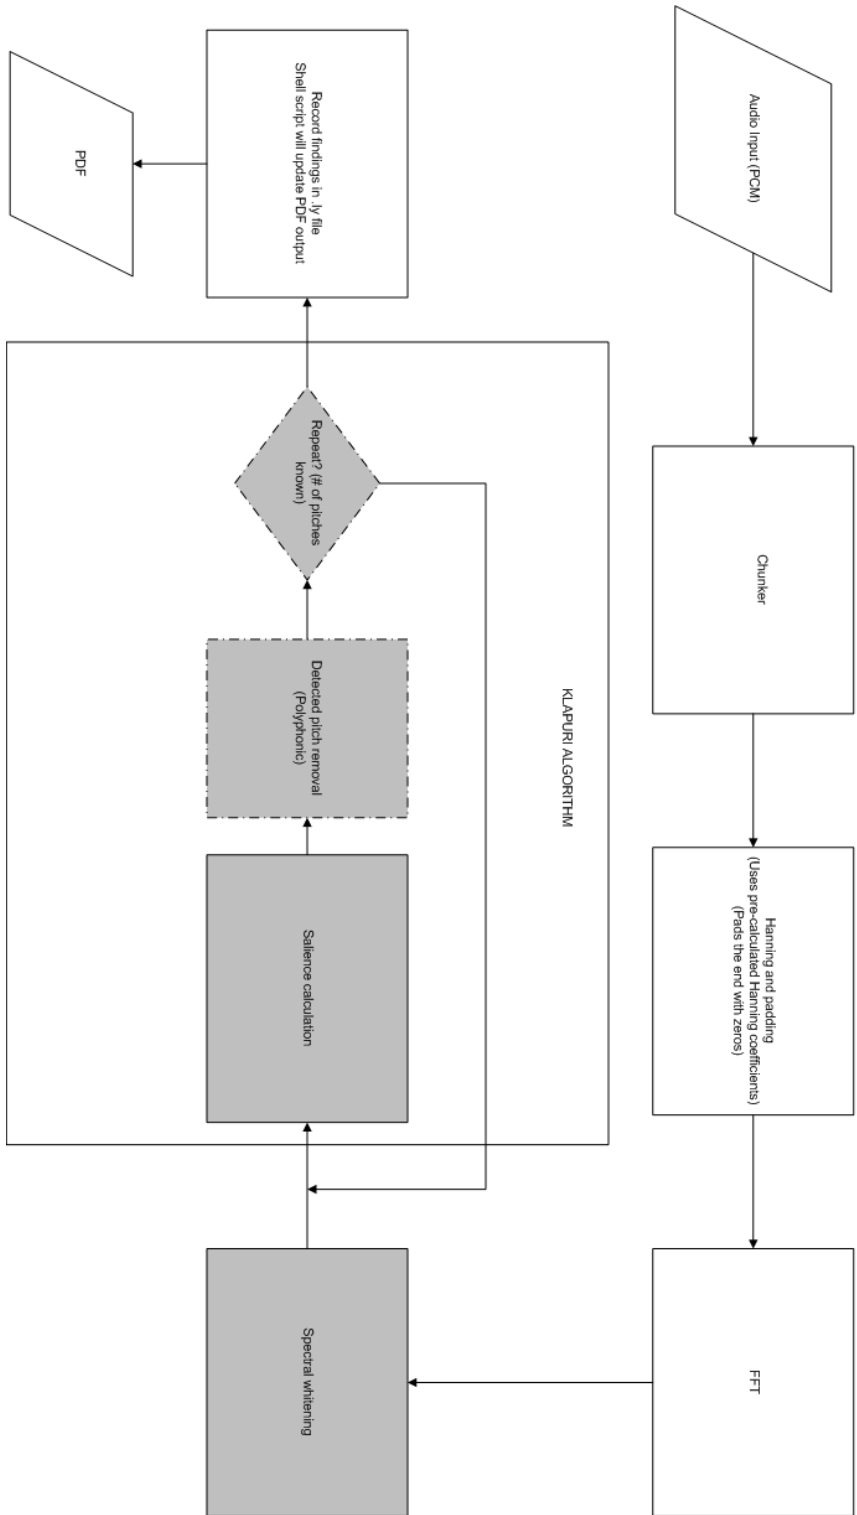 Audio Input (PCM)
Chunker
Hanning and padding
(Uses pre-calculated Hanning coefficients)
(Pads the end with zeros)
FFT
Spectral whitening
KLAPURI ALGORITHM
Salience calculation
Detected pitch removal
(Polyphonic)
Repeat? (# of pitches
known)
Record findings in .ly file
Shell script will update PDF output
PDF